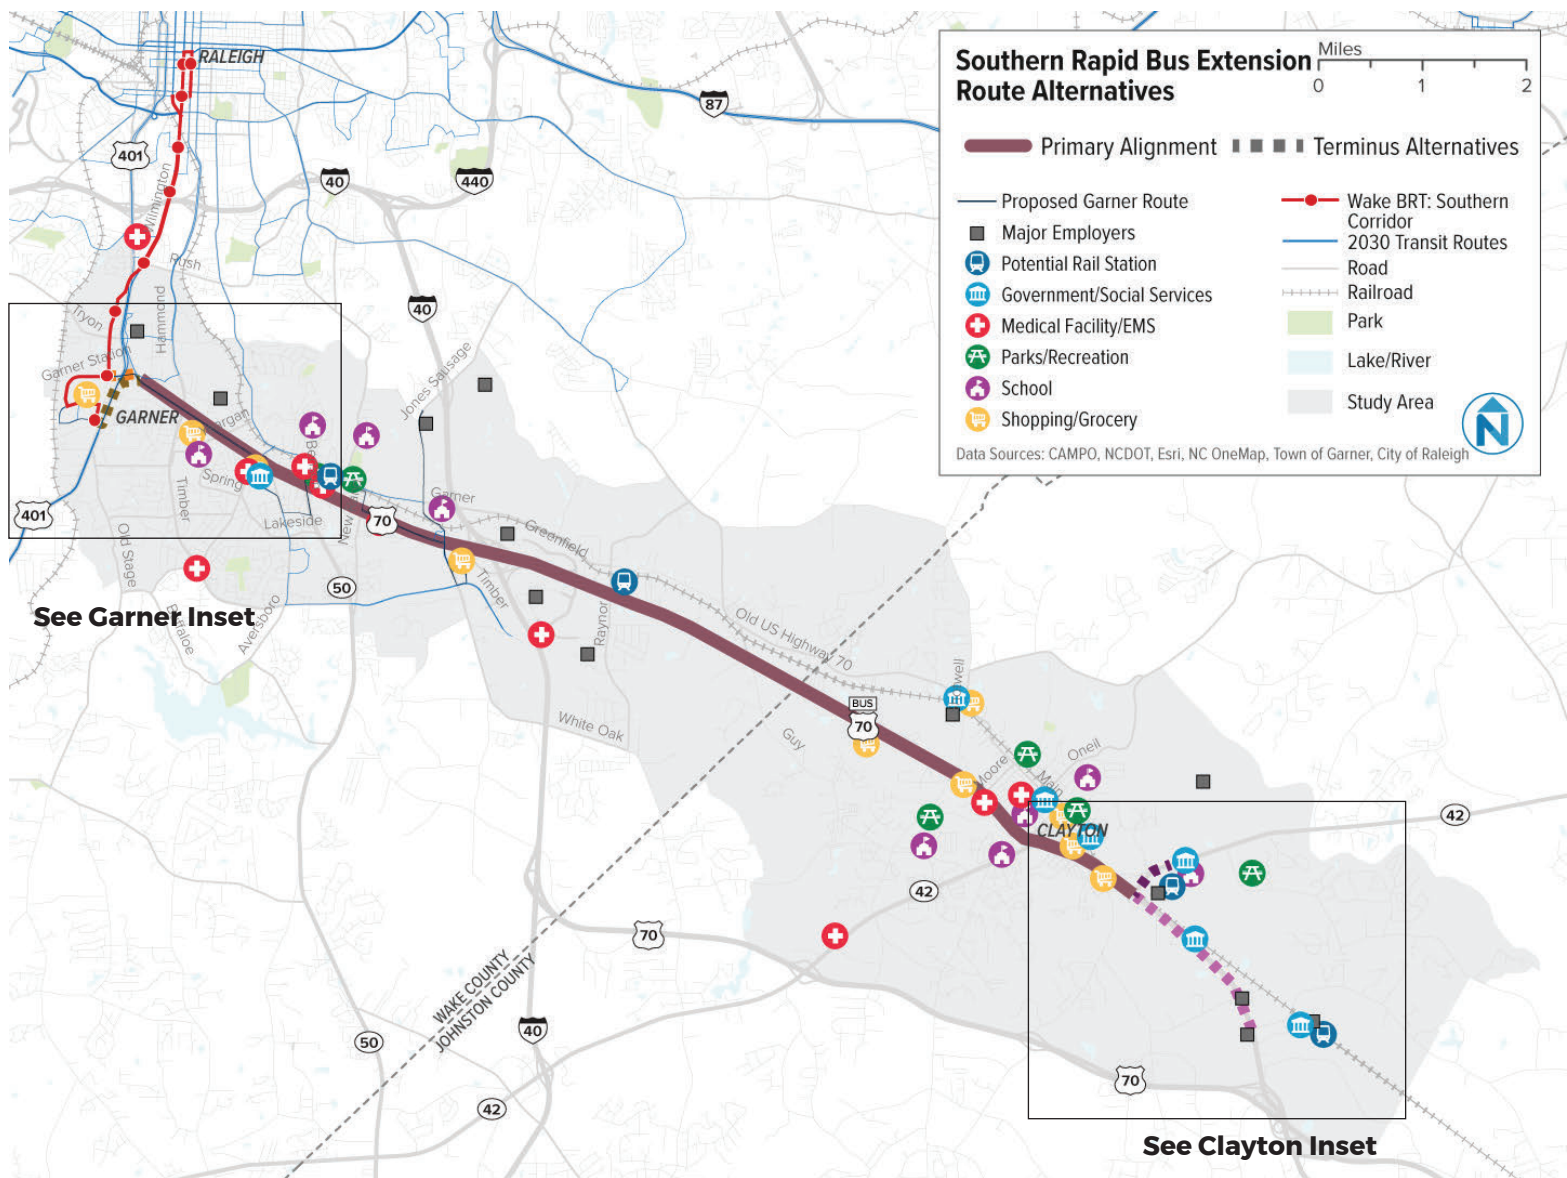 RALEIGH
Southern Rapid Bus Extension
Route Alternatives
Miles
0 1 2
Primary Alignment
Terminus Alternatives
Proposed Garner Route
Major Employers
Potential Rail Station
Government/Social Services
Medical Facility/EMS
Parks/Recreation
School
Shopping/Grocery
Wake BRT: Southern
Corridor
2030 Transit Routes
Road
Railroad
Park
Lake/River
Study Area
N
Data Sources: CAMPO, NCDOT, Esri, NC OneMap, Town of Garner, City of Raleigh
87
401
40
440
Wilmington
Rush
Hammond
40
Tryon
Garner Station
Jones Sausage
GARNER
Spring
Timber
Lakeside
New
Garner
70
401
Old Stage
Greenfield
50
Timber
Raynor
See Garner Inset
Aversboro
Old US Highway 70
White Oak
BUS
70
Guy
Moore
Main
Oneil
CLAYTON
42
42
70
WAKE COUNTY
JOHNSTON COUNTY
40
50
42
70
See Clayton Inset